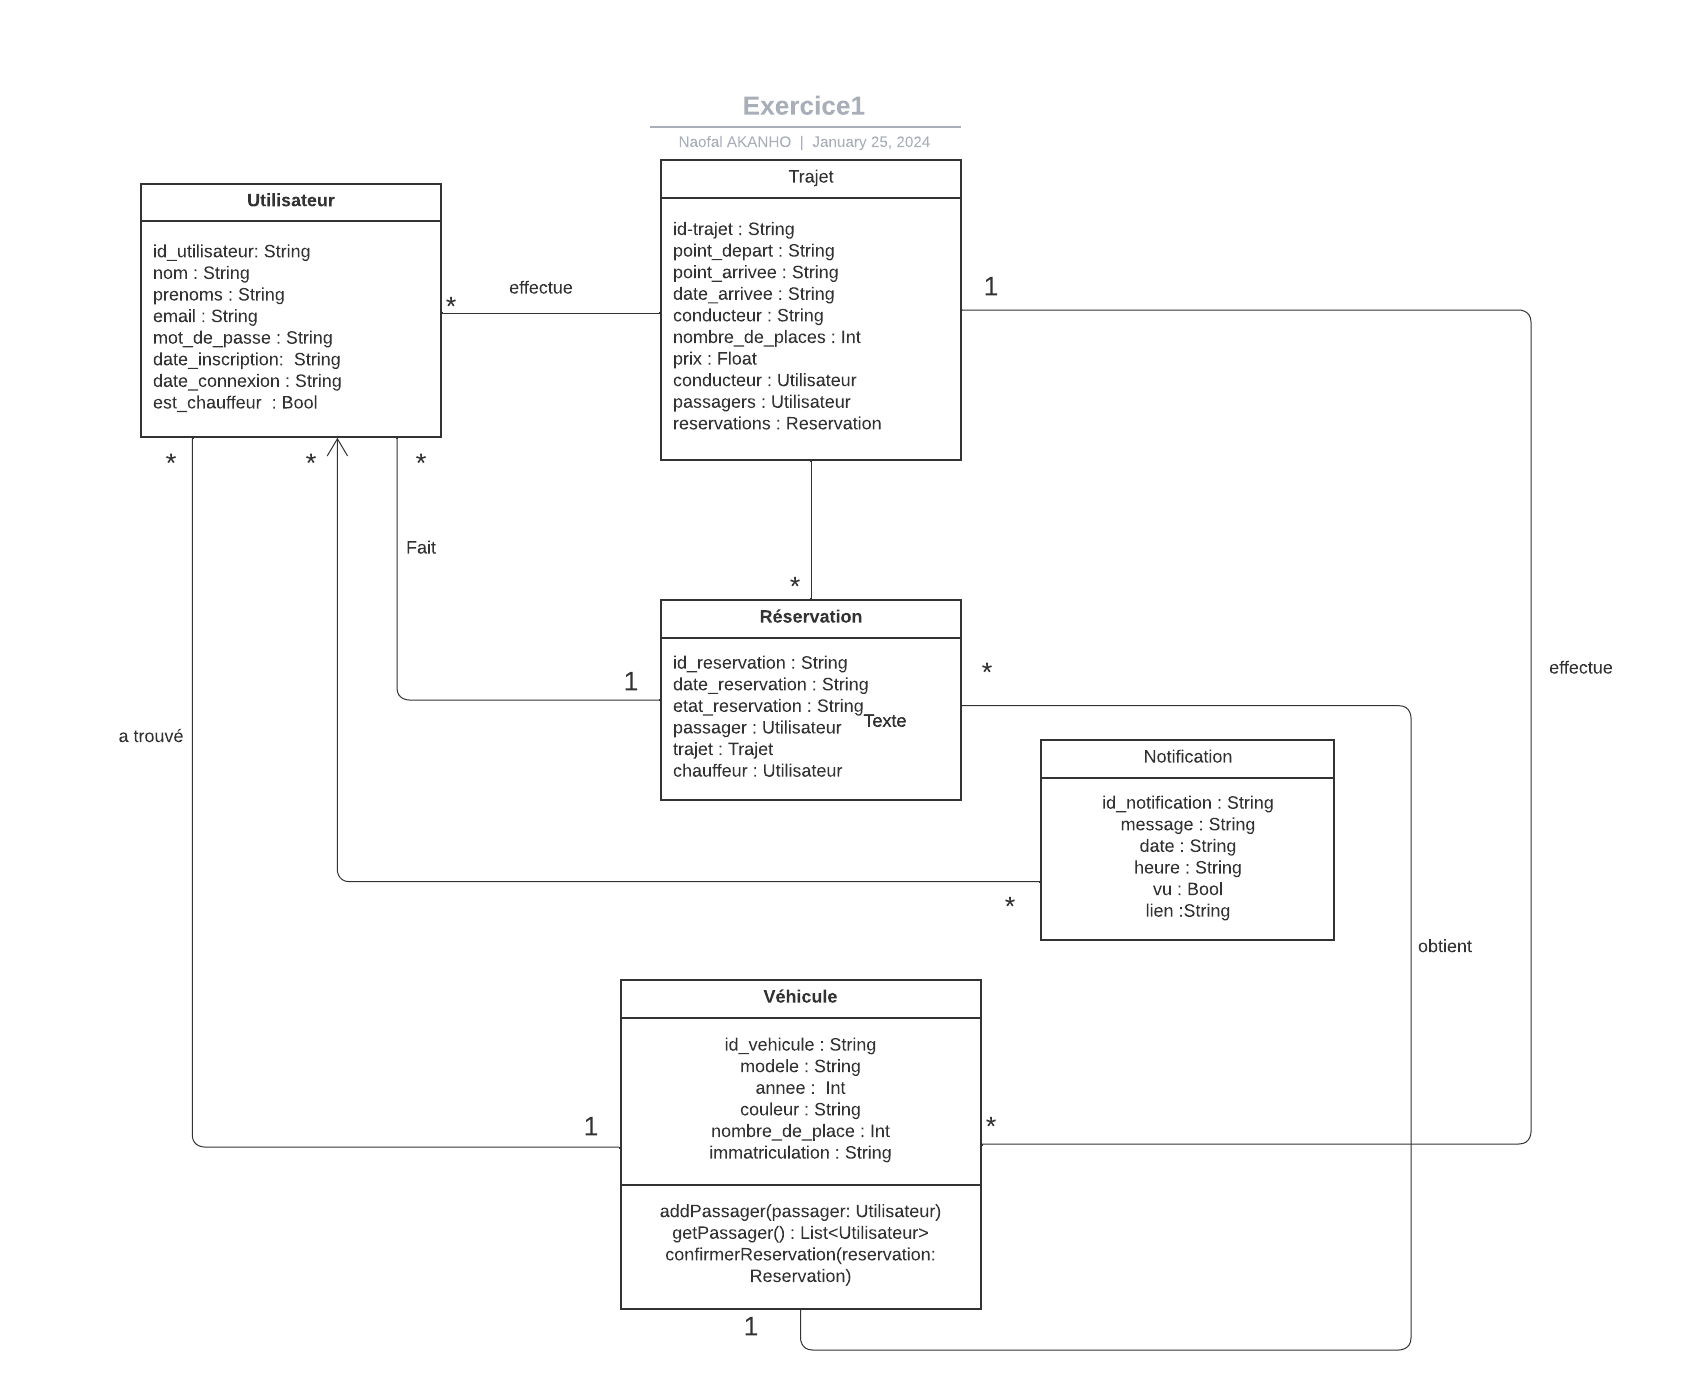 Exercice1
Naofal AKANHO | January 25, 2024
Utilisateur
id_utilisateur: String
nom : String
prenoms : String
email : String
mot_de_passe : String
date_inscription:  String
date_connexion : String
est_chauffeur  : Bool
*
effectue
Trajet
id-trajet : String
point_depart : String
point_arrivee : String
date_arrivee : String
conducteur : String
nombre_de_places : Int
prix : Float
conducteur : Utilisateur
passagers : Utilisateur
reservations : Reservation
1
*
*
*
Fait
*
Réservation
id_reservation : String
date_reservation : String
etat_reservation : String
passager : Utilisateur
trajet : Trajet
chauffeur : Utilisateur
Texte
1
*
effectue
a trouvé
Notification
id_notification : String
message : String
date : String
heure : String
vu : Bool
lien :String
*
obtient
Véhicule
id_vehicule : String
modele : String
annee :  Int
couleur : String
nombre_de_place : Int
immatriculation : String
1
*
addPassager(passager: Utilisateur)
getPassager() : List<Utilisateur>
confirmerReservation(reservation:
Reservation)
1